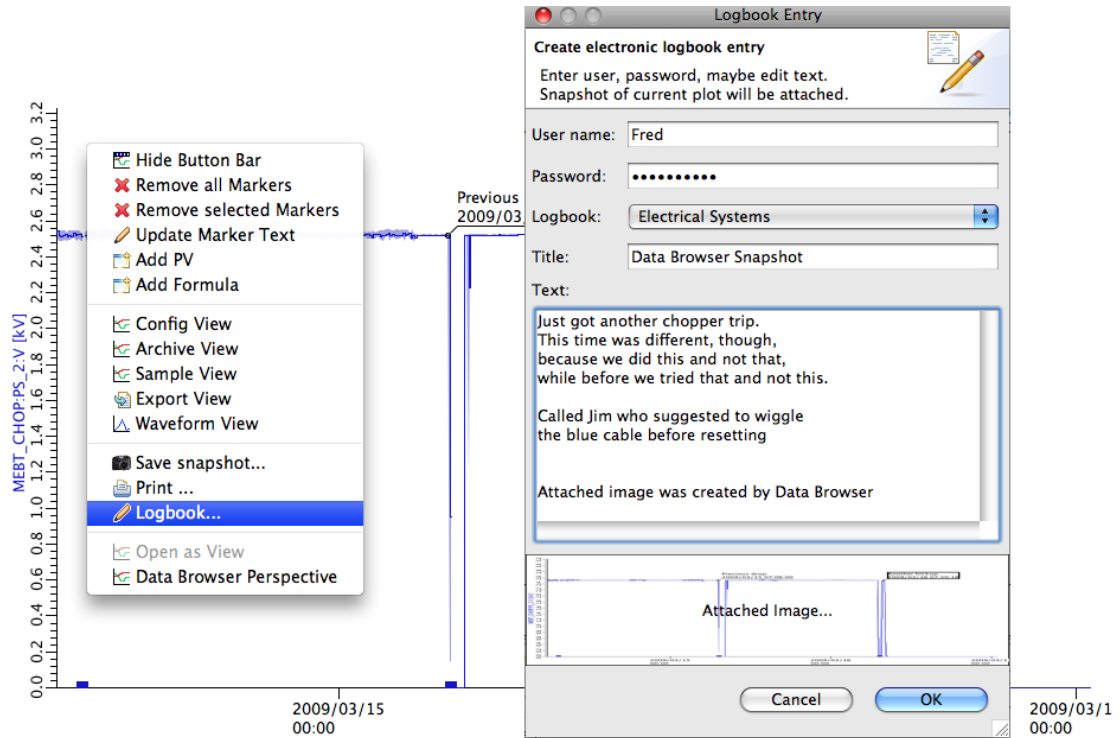 3.2
3.0
2.8
2.6
2.4
2.2
2.0
1.8
1.6
1.4
1.2
1.0
0.8
0.6
0.4
0.2
0.0
MEBT_CHOP:PS_2:V [kV]
Hide Button Bar
Remove all Markers
Remove selected Markers
Update Marker Text
Add PV
Add Formula
Config View
Archive View
Sample View
Export View
Waveform View
Save snapshot...
Print ...
Logbook...
Open as View
Data Browser Perspective
Previous
2009/03/
2009/03/15
00:00
Logbook Entry
Create electronic logbook entry
Enter user, password, maybe edit text.
Snapshot of current plot will be attached.
User name: Fred
Password: ••••••••••
Logbook: Electrical Systems
Title: Data Browser Snapshot
Text:
Just got another chopper trip.
This time was different, though,
because we did this and not that,
while before we tried that and not this.
Called Jim who suggested to wiggle
the blue cable before resetting
Attached image was created by Data Browser
Attached Image...
Cancel
OK
2009/03/1
00:00